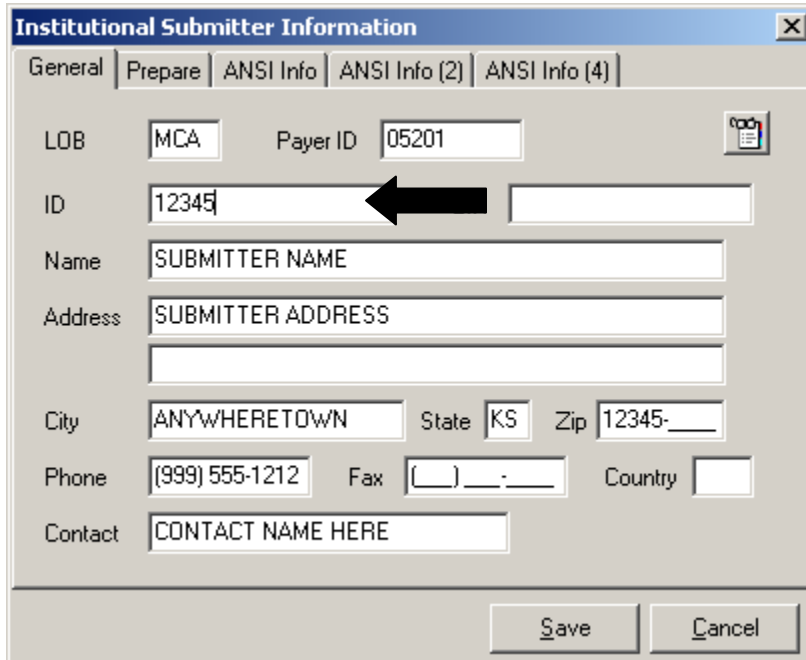 Institutional Submitter Information
General Prepare ANSI Info ANSI Info (2) ANSI Info (4)
LOB MCA Payer ID 05201
ID 12345
Name SUBMITTER NAME
Address SUBMITTER ADDRESS
City ANYWHERETOWN State KS Zip 12345-____
Phone (999) 555-1212 Fax (___) ___-____ Country
Contact CONTACT NAME HERE
Save Cancel